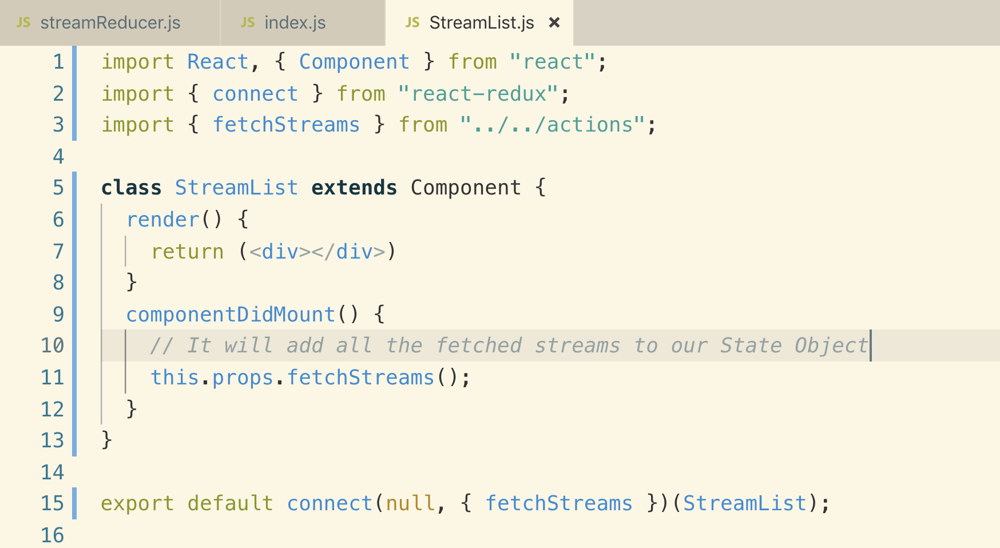 JS streamReducer.js JS index.js JS StreamList.js ×
1 import React, { Component } from "react";
2 import { connect } from "react-redux";
3 import { fetchStreams } from "../../actions";
4
5 class StreamList extends Component {
6   render() {
7     return (<div></div>)
8   }
9   componentDidMount() {
10     // It will add all the fetched streams to our State Object
11     this.props.fetchStreams();
12   }
13 }
14
15 export default connect(null, { fetchStreams })(StreamList);
16